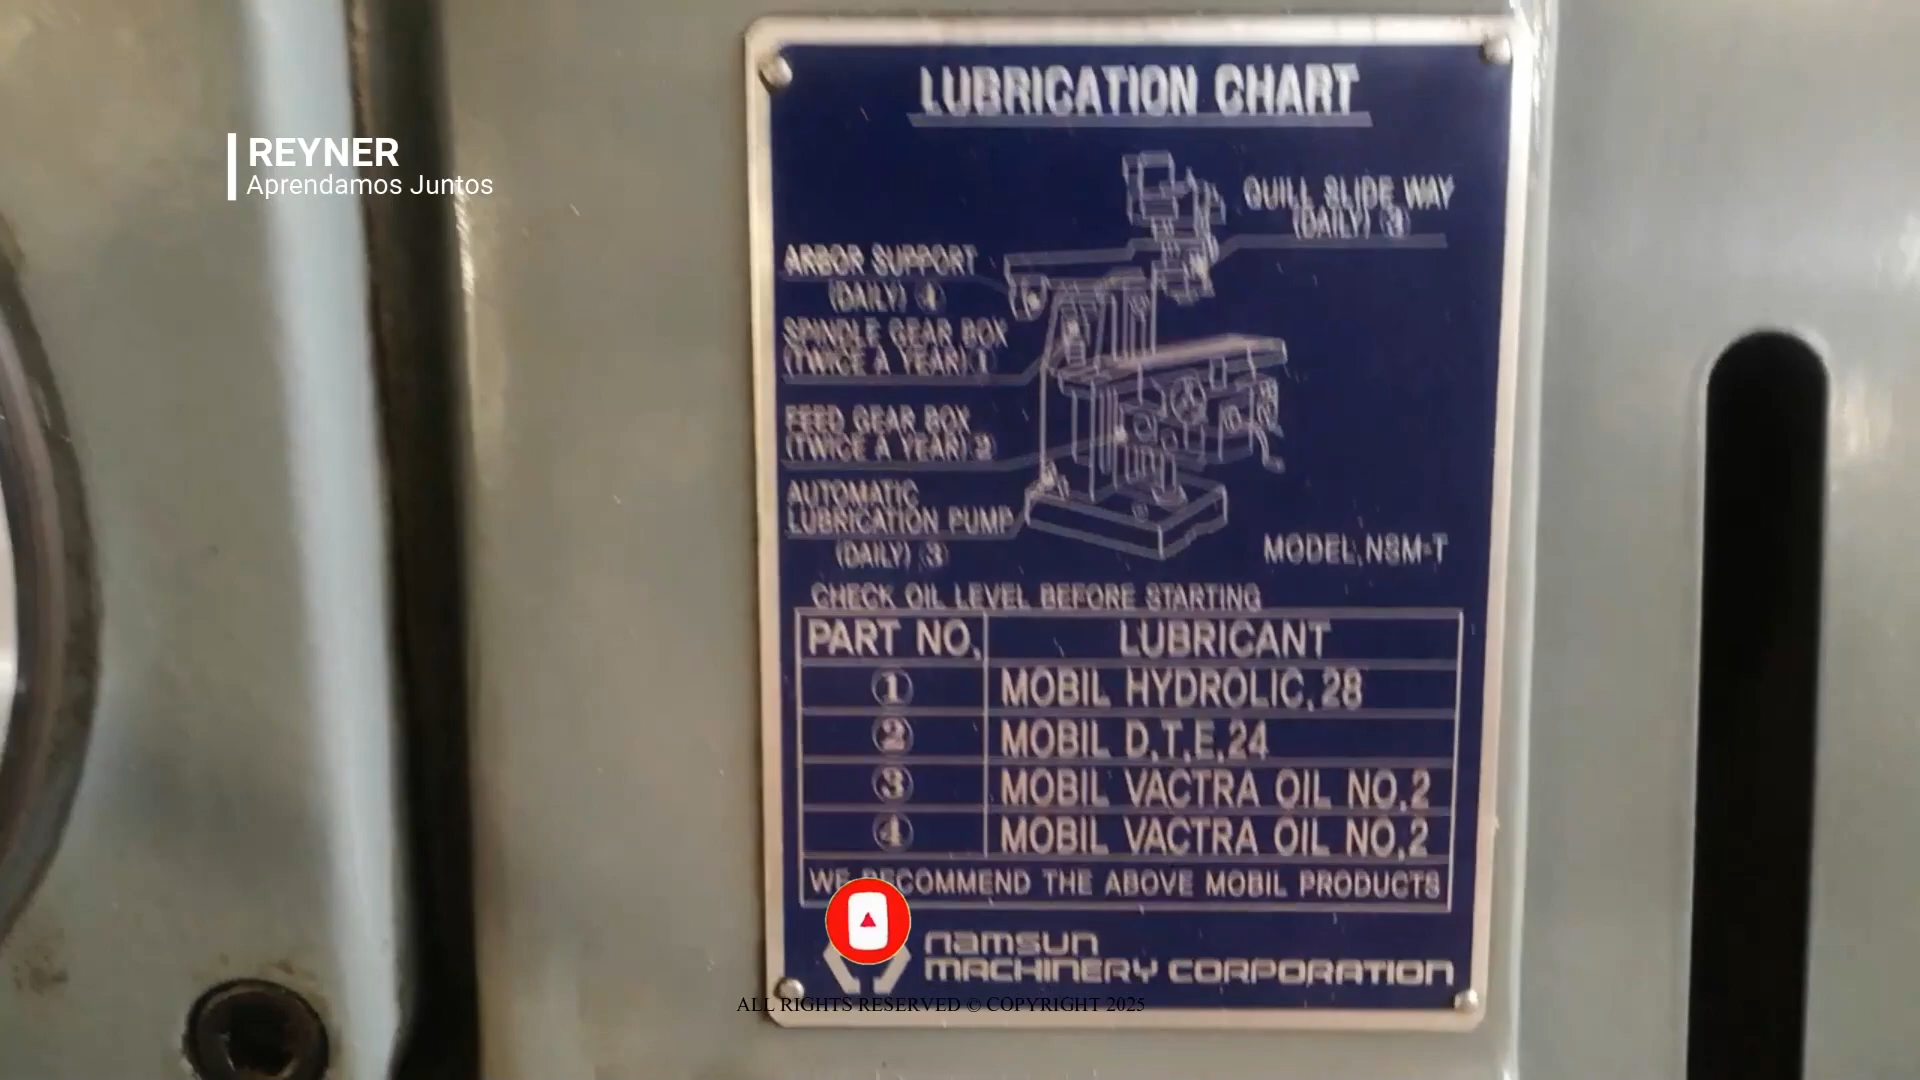 REYNER
Aprendamos Juntos
LUBRICATION CHART
QUILL SLIDE WAY
(DAILY) ③
ARBOR SUPPORT
(DAILY) ④
SPINDLE GEAR BOX
(TWICE A YEAR) ①
FEED GEAR BOX
(TWICE A YEAR) ②
AUTOMATIC
LUBRICATION PUMP
(DAILY) ③
MODEL, NSM-T
CHECK OIL LEVEL BEFORE STARTING
PART NO, LUBRICANT
① MOBIL HYDROLIC, 28
② MOBIL D,T,E,24
③ MOBIL VACTRA OIL NO,2
④ MOBIL VACTRA OIL NO,2
WE RECOMMEND THE ABOVE MOBIL PRODUCTS
namsun
MACHINERY CORPORATION
ALL RIGHTS RESERVED © COPYRIGHT 2025